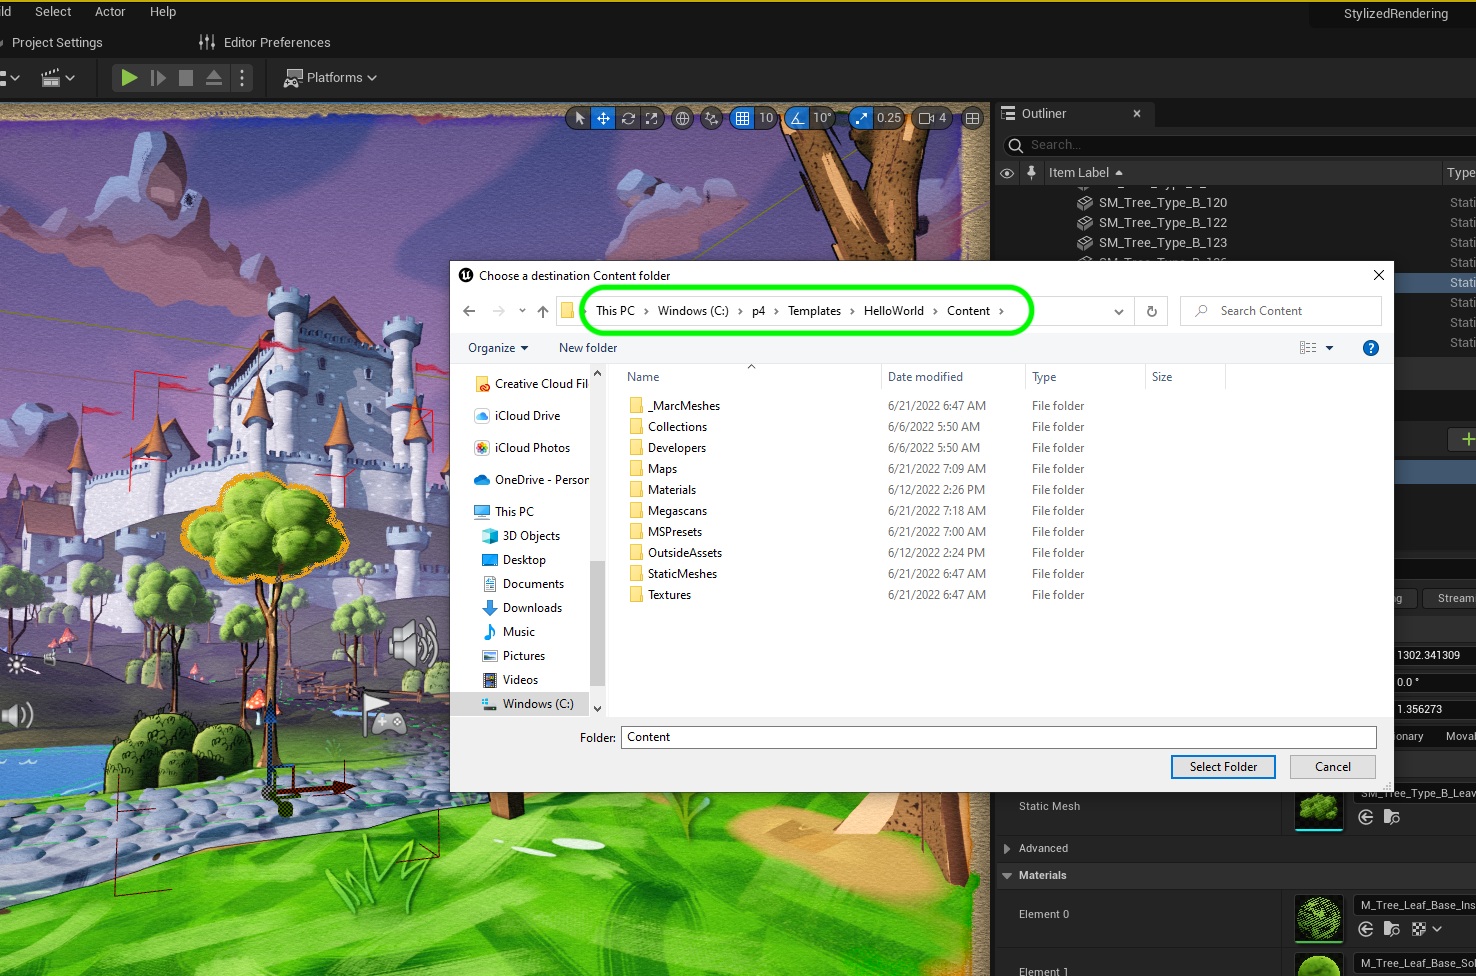 ld Select Actor Help
StylizedRendering
Project Settings Editor Preferences
Platforms
10 10° 0.25 4
Outliner
Search...
Item Label Type
SM_Tree_Type_B_120 Stati
SM_Tree_Type_B_122 Stati
SM_Tree_Type_B_123 Stati
Stati
Stati
Stati
Stati
Choose a destination Content folder
This PC Windows (C:) p4 Templates HelloWorld Content
Search Content
Organize New folder
Name Date modified Type Size
Creative Cloud Fil
iCloud Drive
iCloud Photos
OneDrive - Person
This PC
3D Objects
Desktop
Documents
Downloads
Music
Pictures
Videos
Windows (C:)
_MarcMeshes 6/21/2022 6:47 AM File folder
Collections 6/6/2022 5:50 AM File folder
Developers 6/6/2022 5:50 AM File folder
Maps 6/21/2022 7:09 AM File folder
Materials 6/12/2022 2:26 PM File folder
Megascans 6/21/2022 7:18 AM File folder
MSPresets 6/21/2022 7:00 AM File folder
OutsideAssets 6/12/2022 2:24 PM File folder
StaticMeshes 6/21/2022 6:47 AM File folder
Textures 6/21/2022 6:47 AM File folder
Folder: Content
Select Folder Cancel
g Stream
1302.341309
0.0 °
1.356273
onary Moval
Static Mesh SM_Tree_Type_B_Leav
Advanced
Materials
Element 0 M_Tree_Leaf_Base_Ins
Element 1 M_Tree_Leaf_Base_Sol